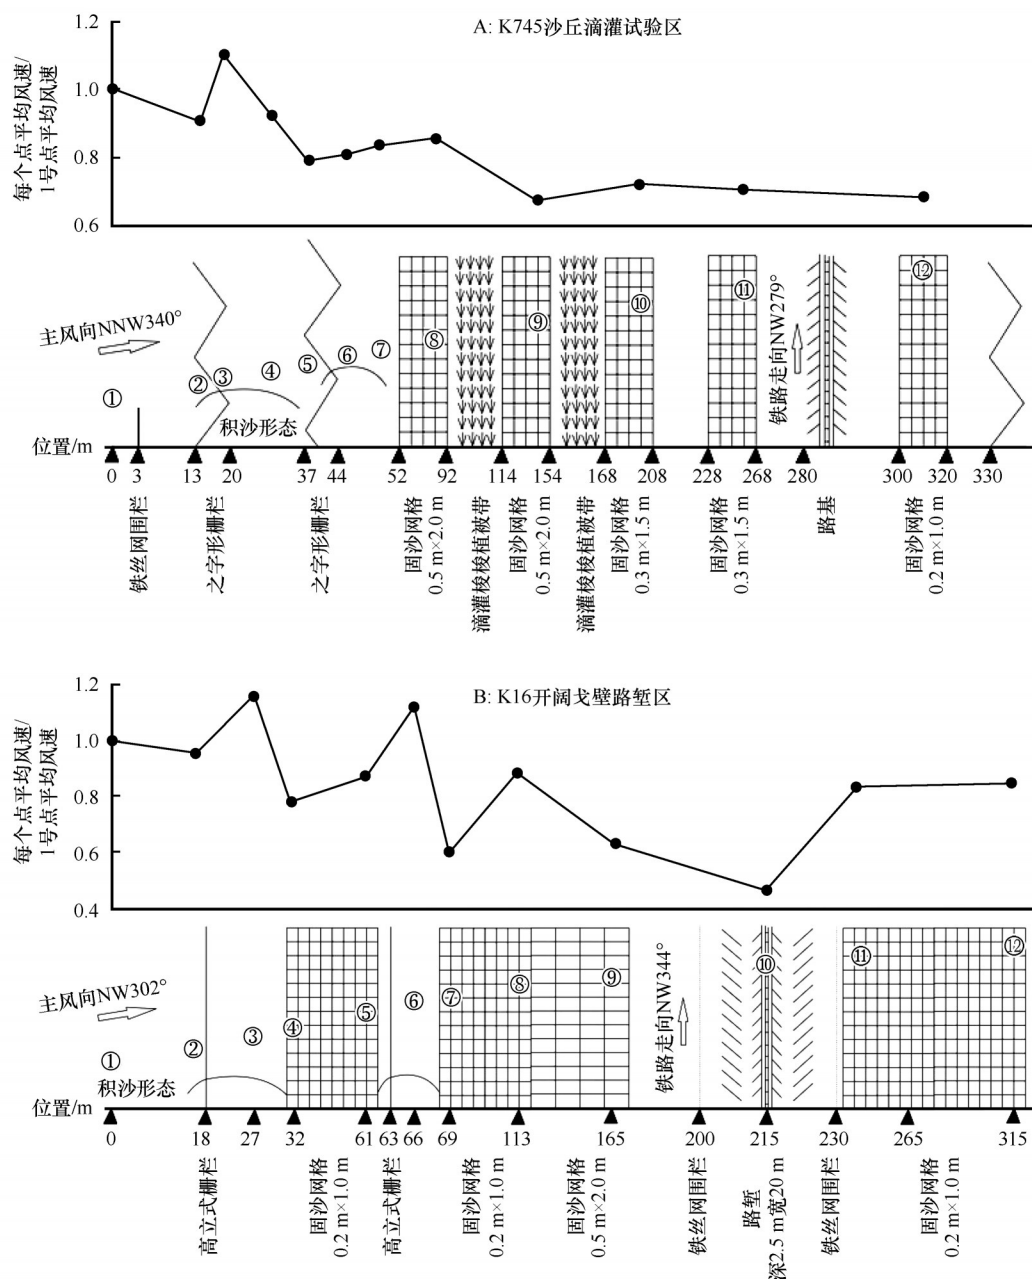 A: K745沙丘滴灌试验区
每个点平均风速/
1号点平均风速
1.2
1.0
0.8
0.6
主风向NNW340°
① ② ③ ④ ⑤ ⑥ ⑦ ⑧ ⑨ ⑩ ⑪ ⑫
积沙形态
铁路走向NW279°
位置/m
0 3 13 20 37 44 52 92 114 154 168 208 228 268 280 300 320 330
铁丝网围栏
之字形栅栏
之字形栅栏
固沙网格
0.5 m×2.0 m
滴灌梭梭植被带
固沙网格
0.5 m×2.0 m
滴灌梭梭植被带
固沙网格
0.3 m×1.5 m
固沙网格
0.3 m×1.5 m
路基
固沙网格
0.2 m×1.0 m
B: K16开阔戈壁路堑区
每个点平均风速/
1号点平均风速
1.2
1.0
0.8
0.6
0.4
主风向NW302°
① ② ③ ④ ⑤ ⑥ ⑦ ⑧ ⑨ ⑩ ⑪ ⑫
积沙形态
铁路走向NW344°
位置/m
0 18 27 32 61 63 66 69 113 165 200 215 230 265 315
高立式栅栏
固沙网格
0.2 m×1.0 m
高立式栅栏
固沙网格
0.2 m×1.0 m
固沙网格
0.5 m×2.0 m
铁丝网围栏
路堑
深2.5 m宽20 m
铁丝网围栏
固沙网格
0.2 m×1.0 m